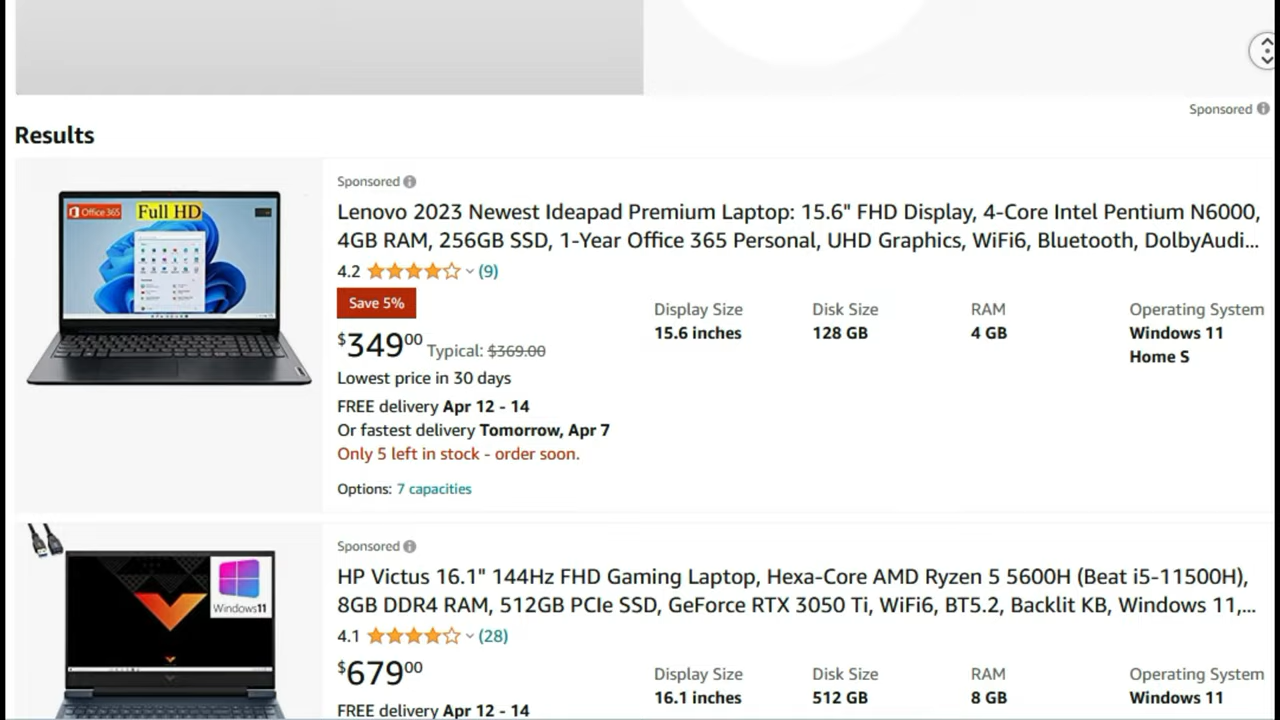 Sponsored
Results
Sponsored
Office 365 Full HD
Lenovo 2023 Newest Ideapad Premium Laptop: 15.6" FHD Display, 4-Core Intel Pentium N6000,
4GB RAM, 256GB SSD, 1-Year Office 365 Personal, UHD Graphics, WiFi6, Bluetooth, DolbyAudi...
4.2 (9)
Save 5%
Display Size Disk Size RAM Operating System
15.6 inches 128 GB 4 GB Windows 11
Home S
$34900 Typical: $369.00
Lowest price in 30 days
FREE delivery Apr 12 - 14
Or fastest delivery Tomorrow, Apr 7
Only 5 left in stock - order soon.
Options: 7 capacities
Sponsored
HP Victus 16.1" 144Hz FHD Gaming Laptop, Hexa-Core AMD Ryzen 5 5600H (Beat i5-11500H),
8GB DDR4 RAM, 512GB PCIe SSD, GeForce RTX 3050 Ti, WiFi6, BT5.2, Backlit KB, Windows 11,...
Windows11
4.1 (28)
$67900
Display Size Disk Size RAM Operating System
16.1 inches 512 GB 8 GB Windows 11
FREE delivery Apr 12 - 14